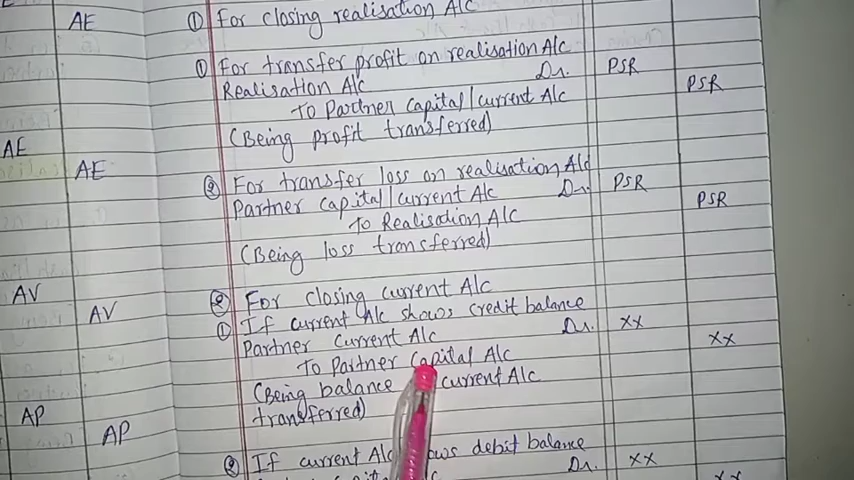 AE
① For closing realisation A/c
① For transfer profit on realisation A/c
Realisation A/c Dr. PSR
To Partner capital/current A/c PSR
(Being profit transferred)
AE
AE
② For transfer loss on realisation A/c
Partner capital/current A/c Dr. PSR
To Realisation A/c PSR
(Being loss transferred)
AV
② For closing current A/c
AV
① If current A/c shows credit balance
Partner Current A/c Dr. XX
To Partner Capital A/c XX
(Being balance current A/c
transferred)
AP
AP
② If current A/c debit balance
Dr. XX
XX